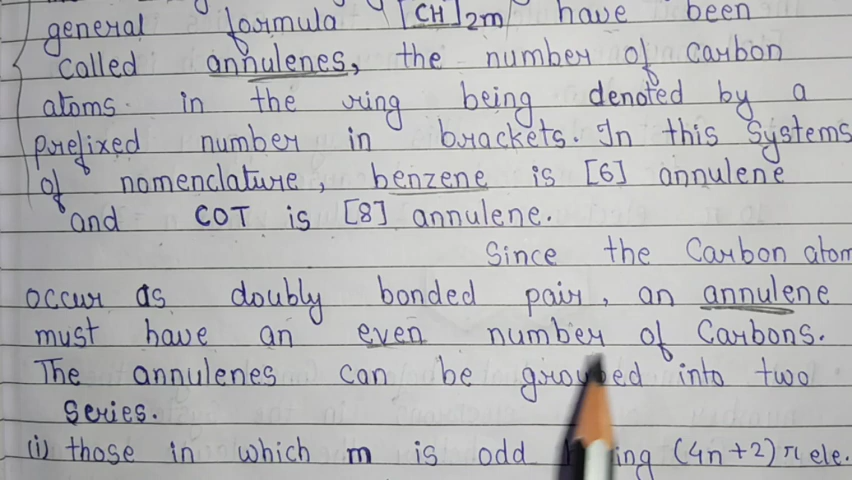 general formula [CH]2m have been
called annulenes, the number of carbon
atoms in the ring being denoted by a
prefixed number in brackets. In this systems
of nomenclature, benzene is [6] annulene
and COT is [8] annulene.
Since the Carbon atom
occur as doubly bonded pair, an annulene
must have an even number of Carbons.
The annulenes can be grouped into two
series.
(i) those in which m is odd (4n+2) π ele.